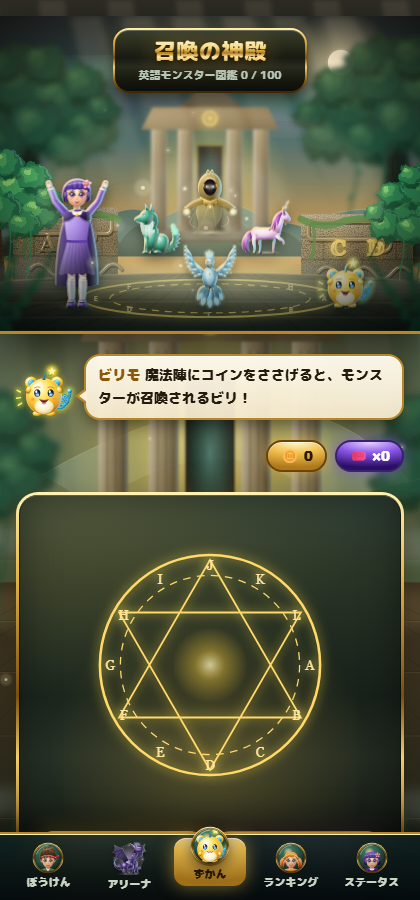 召喚の神殿
英語モンスター図鑑 0 / 100
A
C D
ビリモ 魔法陣にコインをささげると、モンス
ターが召喚されるビリ！
0
×0
J
I K
H L
G A
F B
E C
D
ぼうけん
アリーナ
ずかん
ランキング
ステータス